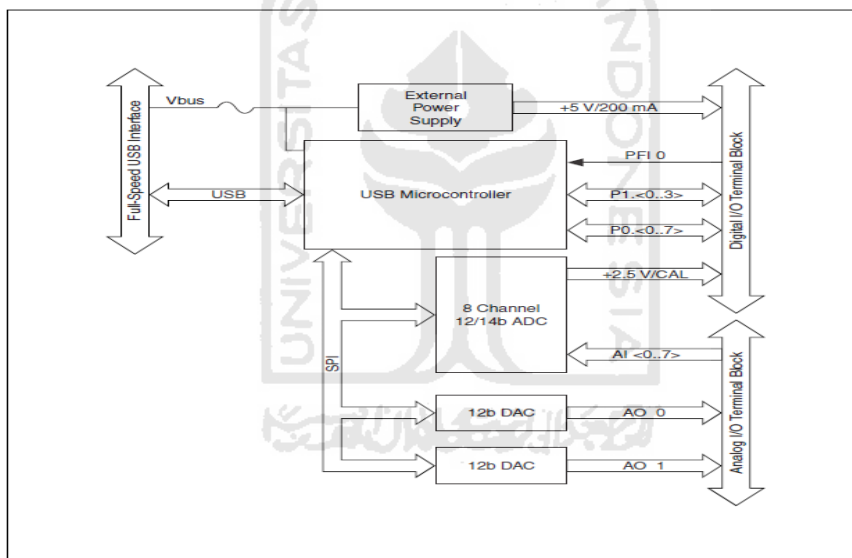 UNIVERSITAS
INDONESIA
Full-Speed USB Interface
Vbus
External
Power
Supply
+5 V/200 mA
PFI 0
USB
USB Microcontroller
P1.<0..3>
P0.<0..7>
Digital I/O Terminal Block
+2.5 V/CAL
8 Channel
12/14b ADC
AI <0..7>
SPI
12b DAC
AO 0
12b DAC
AO 1
Analog I/O Terminal Block